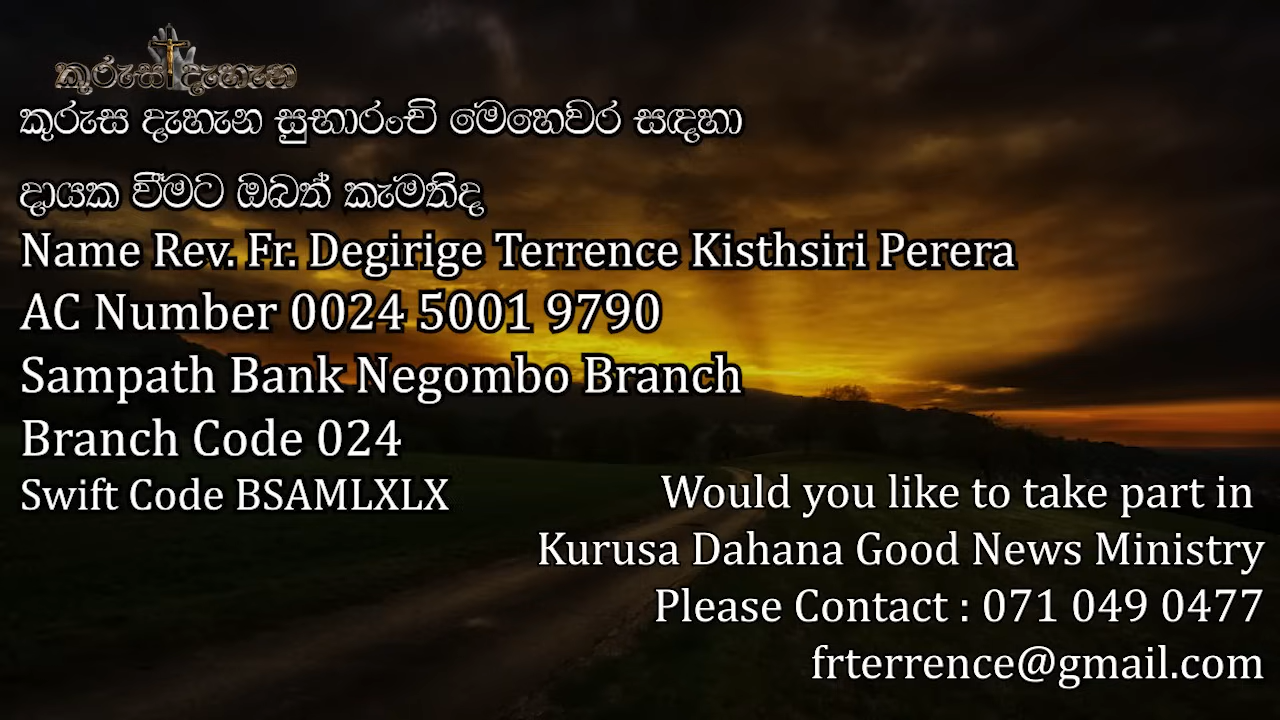 කුරුස දැහැන
කුරුස දැහැන සුභාරංචි මෙහෙවර සඳහා
දායක වීමට ඔබත් කැමතිද
Name Rev. Fr. Degirige Terrence Kisthsiri Perera
AC Number 0024 5001 9790
Sampath Bank Negombo Branch
Branch Code 024
Swift Code BSAMLXLX
Would you like to take part in
Kurusa Dahana Good News Ministry
Please Contact : 071 049 0477
frterrence@gmail.com